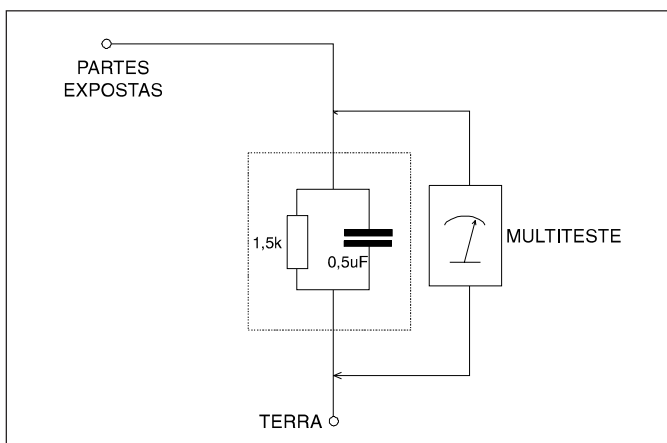 PARTES
EXPOSTAS
1,5k
0,5uF
MULTITESTE
TERRA